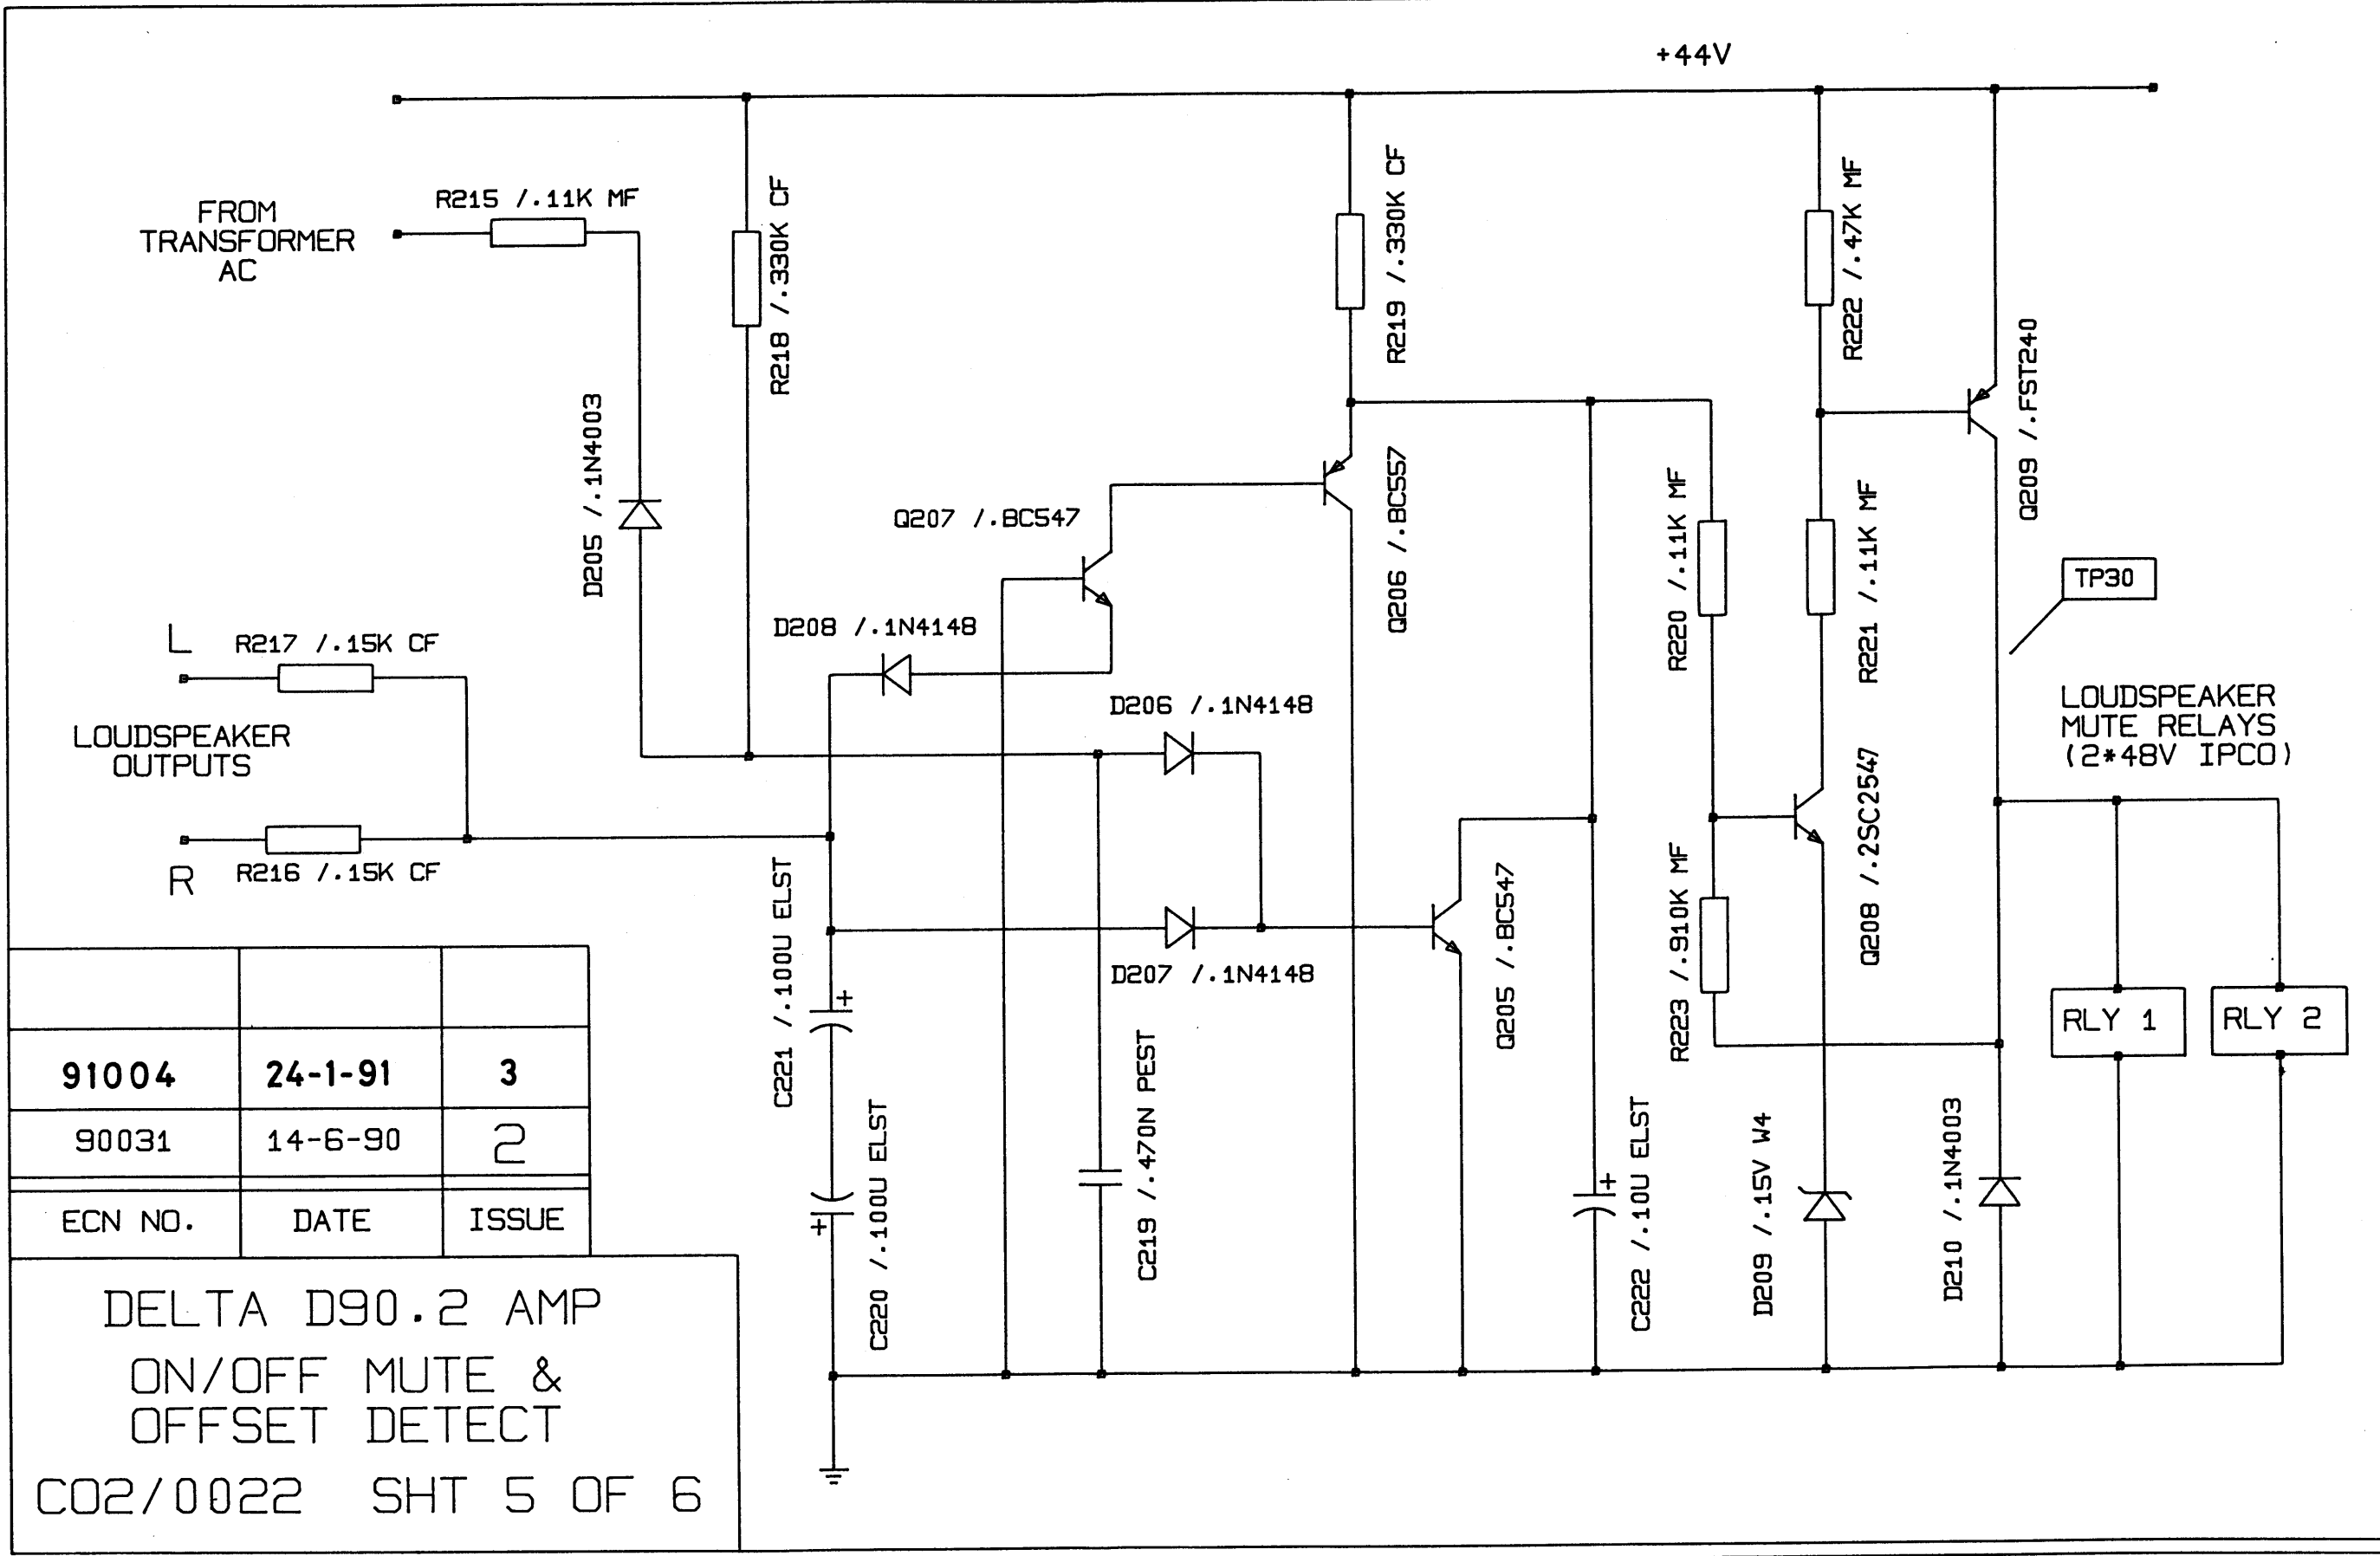 +44V
FROM
TRANSFORMER
AC
R215 /.11K MF
R218 /.330K CF
R219 /.330K CF
R222 /.47K MF
Q209 /.FST240
D205 /.1N4003
Q207 /.BC547
Q206 /.BC557
R220 /.11K MF
R221 /.11K MF
TP30
L
R217 /.15K CF
D208 /.1N4148
D206 /.1N4148
LOUDSPEAKER
OUTPUTS
LOUDSPEAKER
MUTE RELAYS
(2*48V IPCO)
Q208 /.2SC2547
R
R216 /.15K CF
C221 /.100U ELST
+
D207 /.1N4148
Q205 /.BC547
R223 /.910K MF
RLY 1
RLY 2
C220 /.100U ELST
+
C219 /.470N PEST
C222 /.10U ELST
+
D209 /.15V W4
D210 /.1N4003
91004 24-1-91 3
90031 14-6-90 2
ECN NO. DATE ISSUE
DELTA D90.2 AMP
ON/OFF MUTE &
OFFSET DETECT
CO2/0022 SHT 5 OF 6